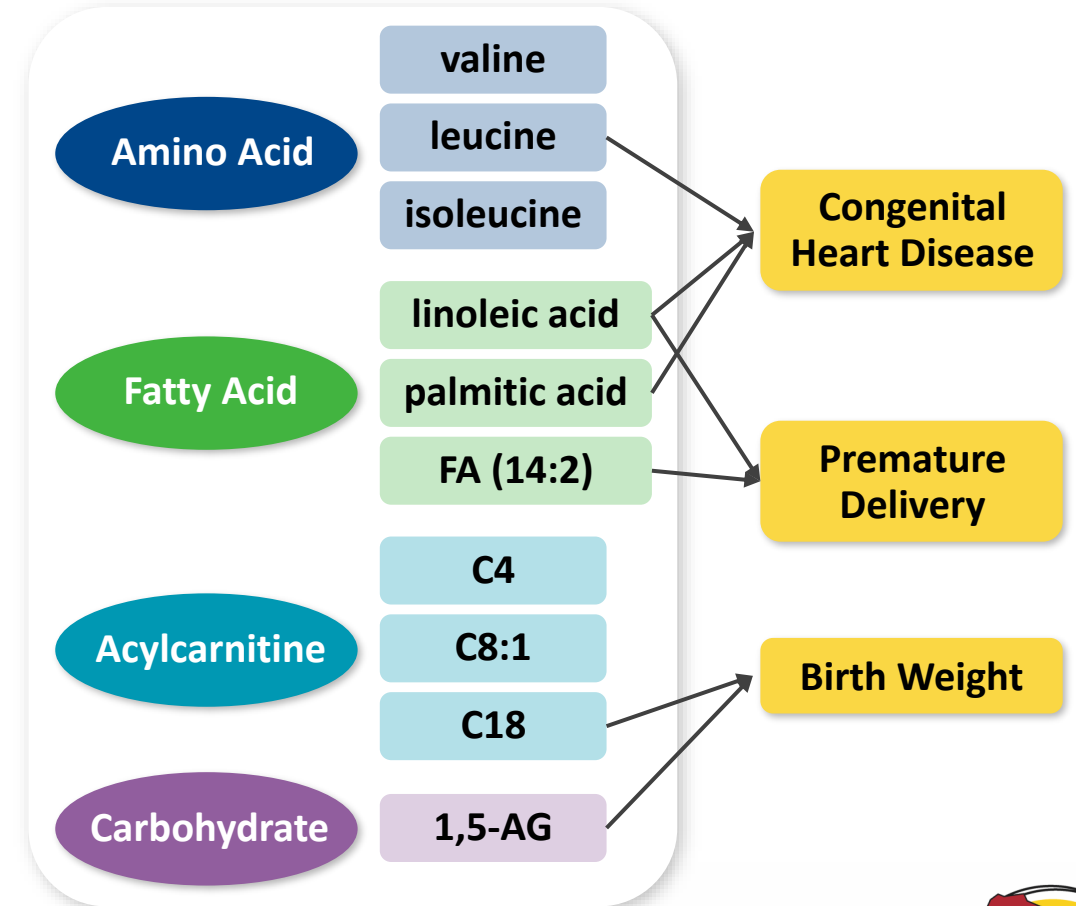 Amino Acid
valine
leucine
isoleucine
Fatty Acid
linoleic acid
palmitic acid
FA (14:2)
Acylcarnitine
C4
C8:1
C18
Carbohydrate
1,5-AG
Congenital
Heart Disease
Premature
Delivery
Birth Weight